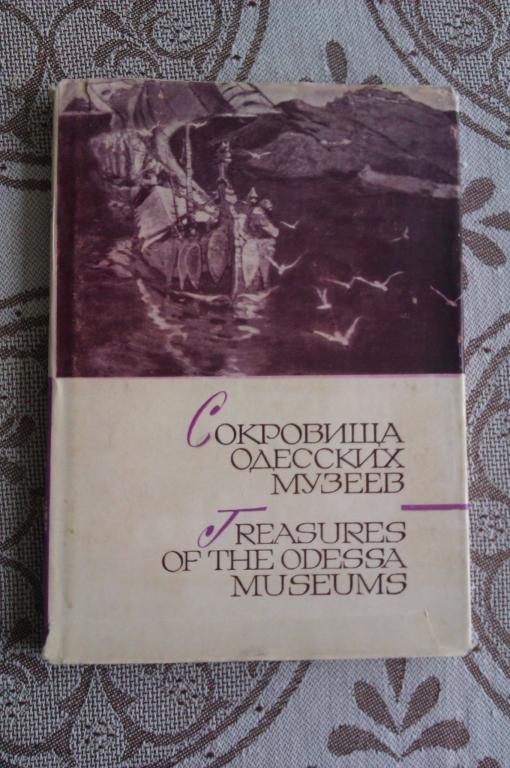 Сокровища
одесских
музеев
Treasures
of the Odessa
Museums